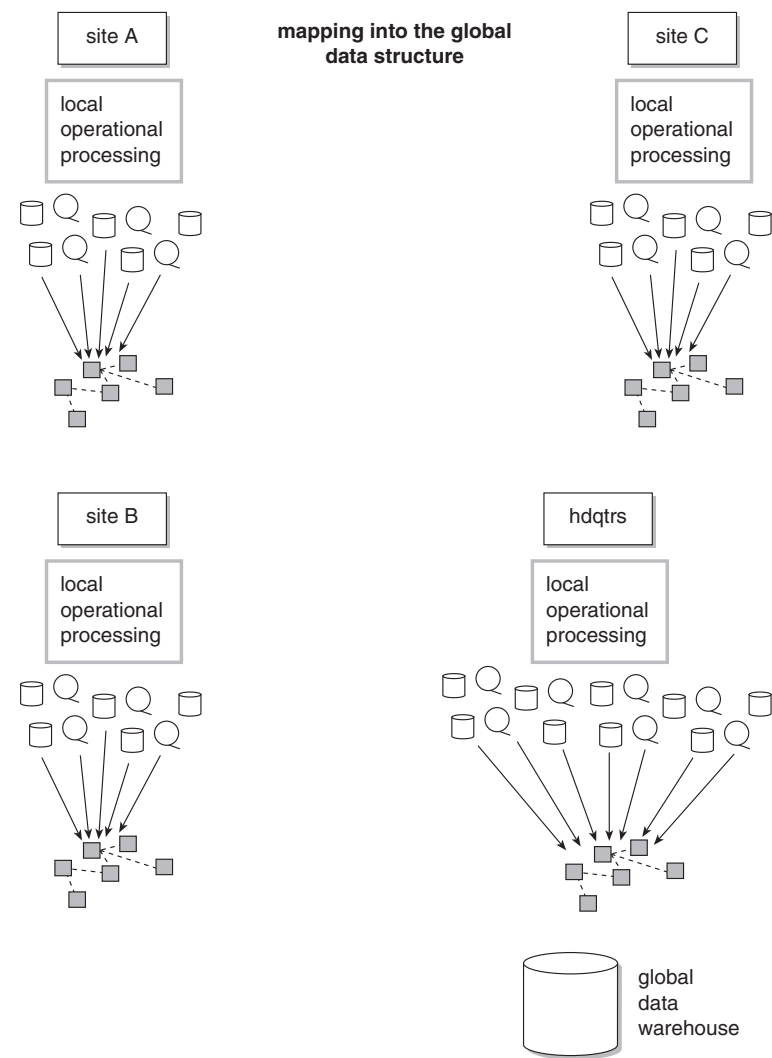 site A
mapping into the global
data structure
site C
local
operational
processing
local
operational
processing
site B
hdqtrs
local
operational
processing
local
operational
processing
global
data
warehouse